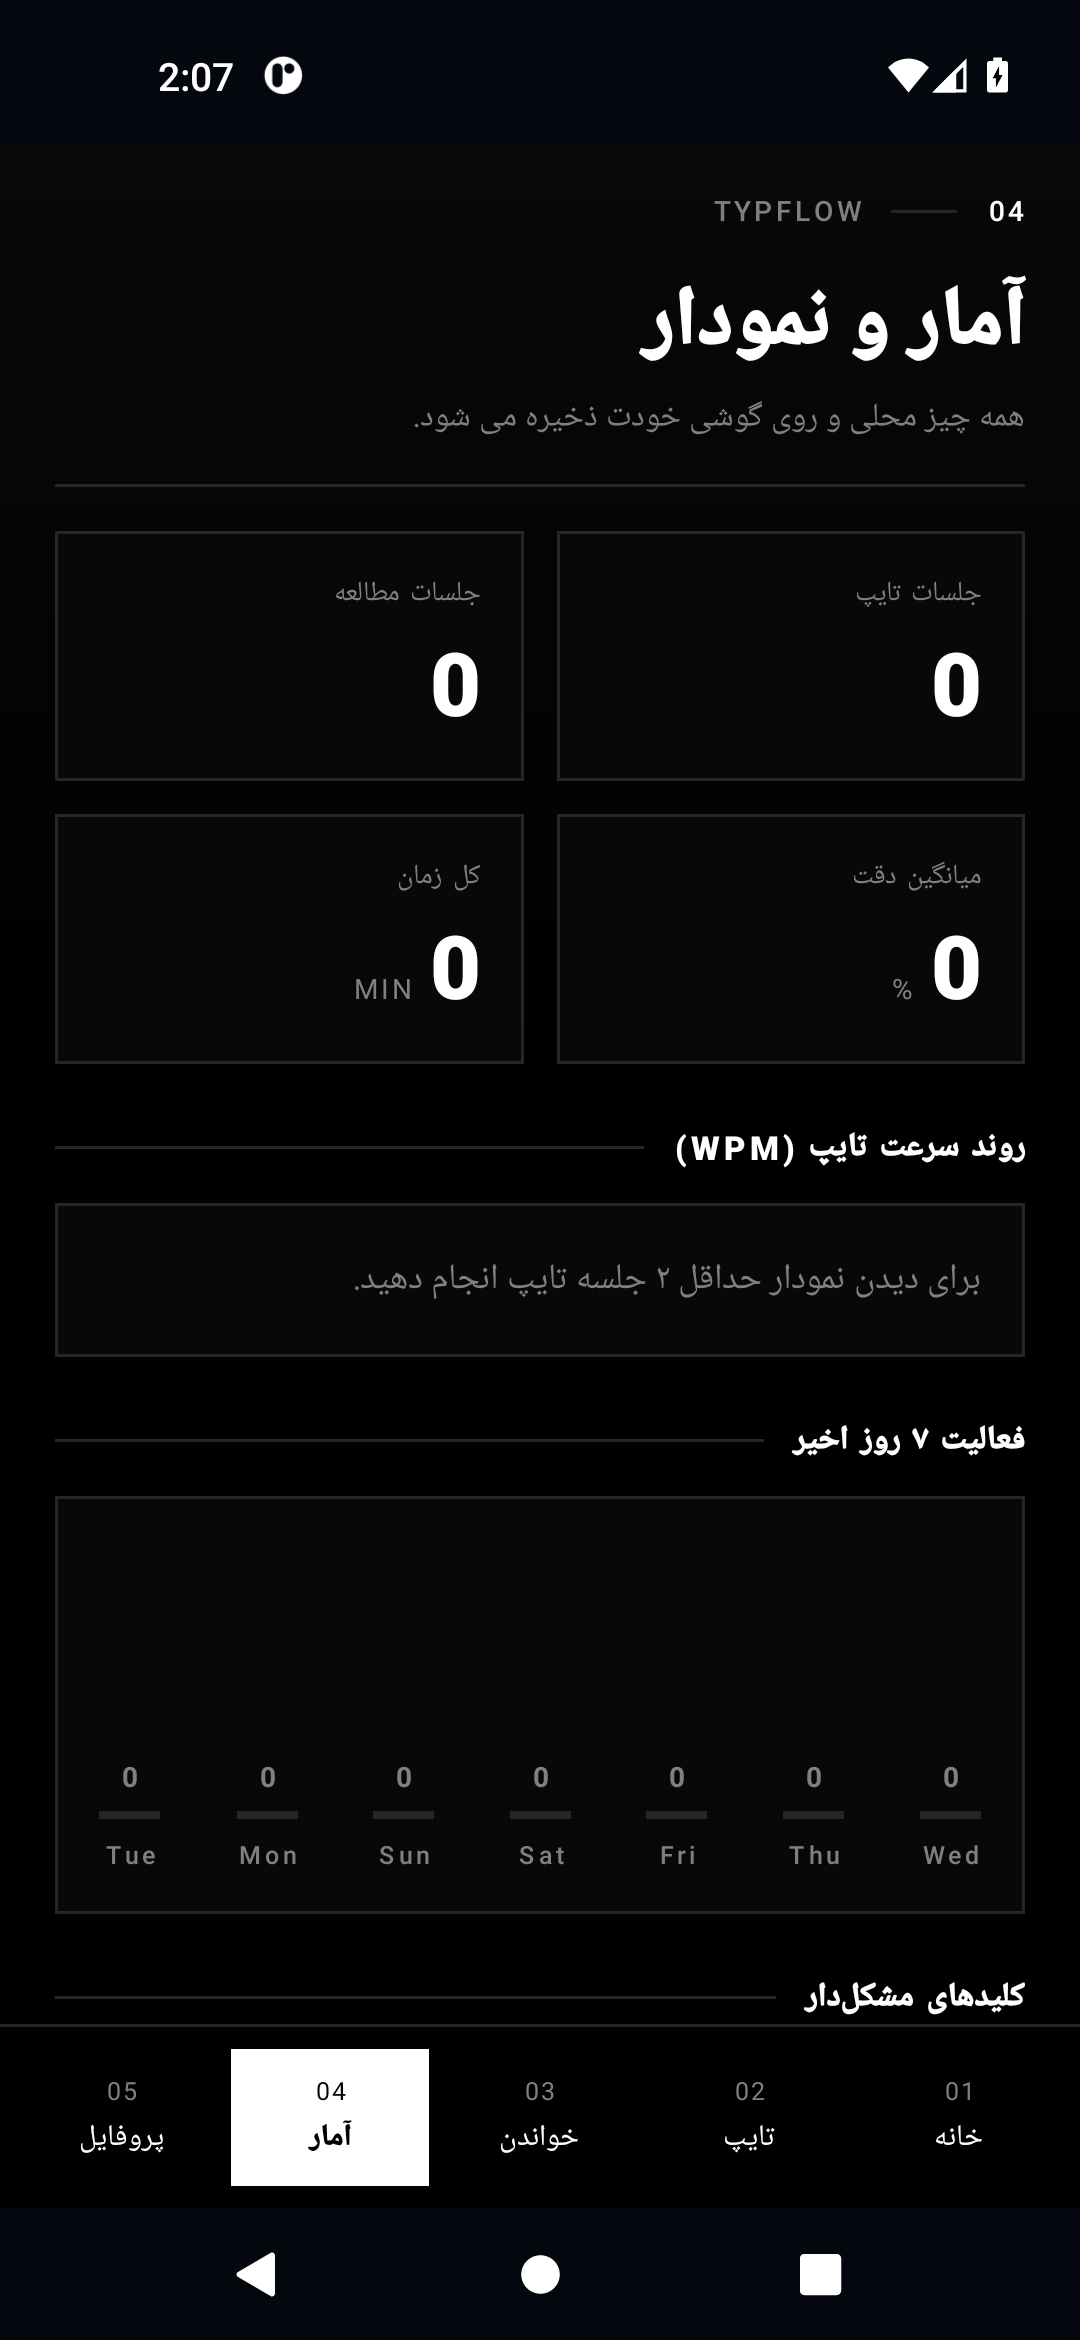 2:07
04 TYPFLOW
آمار و نمودار
همه چیز محلی و روی گوشی خودت ذخیره می شود.
جلسات تایپ
0
جلسات مطالعه
0
میانگین دقت
0 %
کل زمان
0 MIN
روند سرعت تایپ (WPM)
برای دیدن نمودار حداقل ۲ جلسه تایپ انجام دهید.
فعالیت ۷ روز اخیر
0 0 0 0 0 0 0
Wed Thu Fri Sat Sun Mon Tue
کلیدهای مشکل‌دار
01 02 03 04 05
خانه تایپ خواندن آمار پروفایل